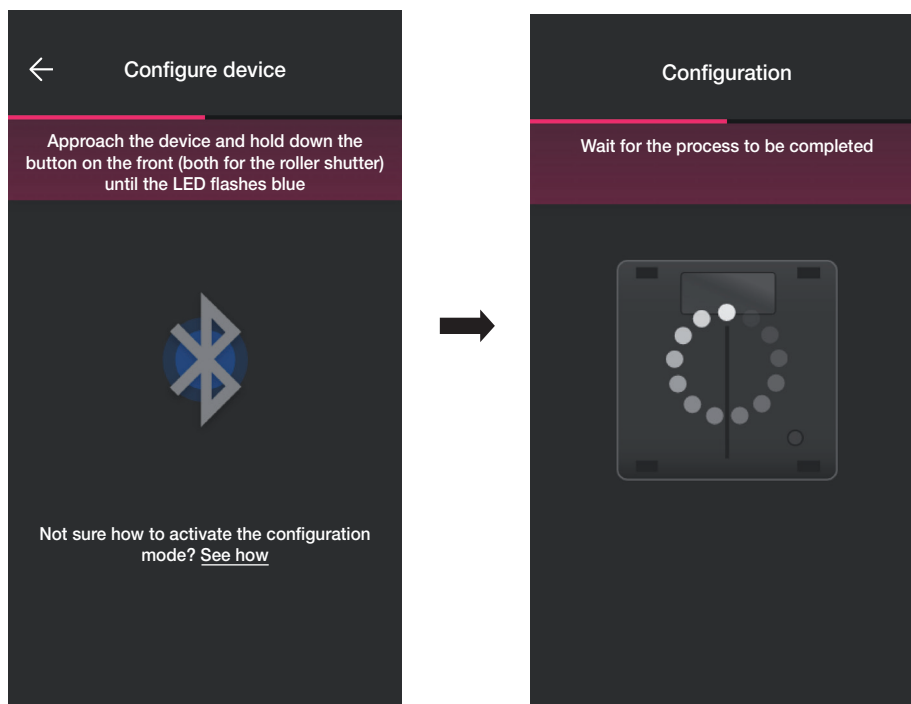 Configure device
Approach the device and hold down the
button on the front (both for the roller shutter)
until the LED flashes blue
Not sure how to activate the configuration
mode? See how
Configuration
Wait for the process to be completed